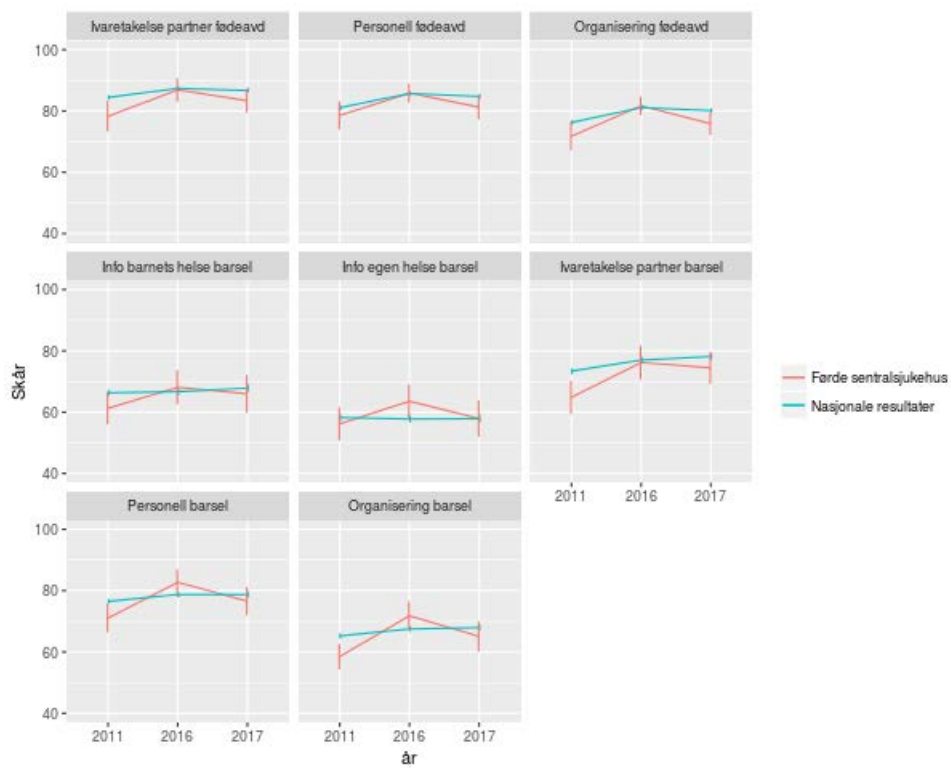 Ivaretakelse partner fødeavd
Personell fødeavd
Organisering fødeavd
100
80
60
40
Info barnets helse barsel
Info egen helse barsel
Ivaretakelse partner barsel
100
80
60
40
2011 2016 2017
Personell barsel
Organisering barsel
100
80
60
40
2011 2016 2017
2011 2016 2017
Skår
år
Førde sentralsjukehus
Nasjonale resultater